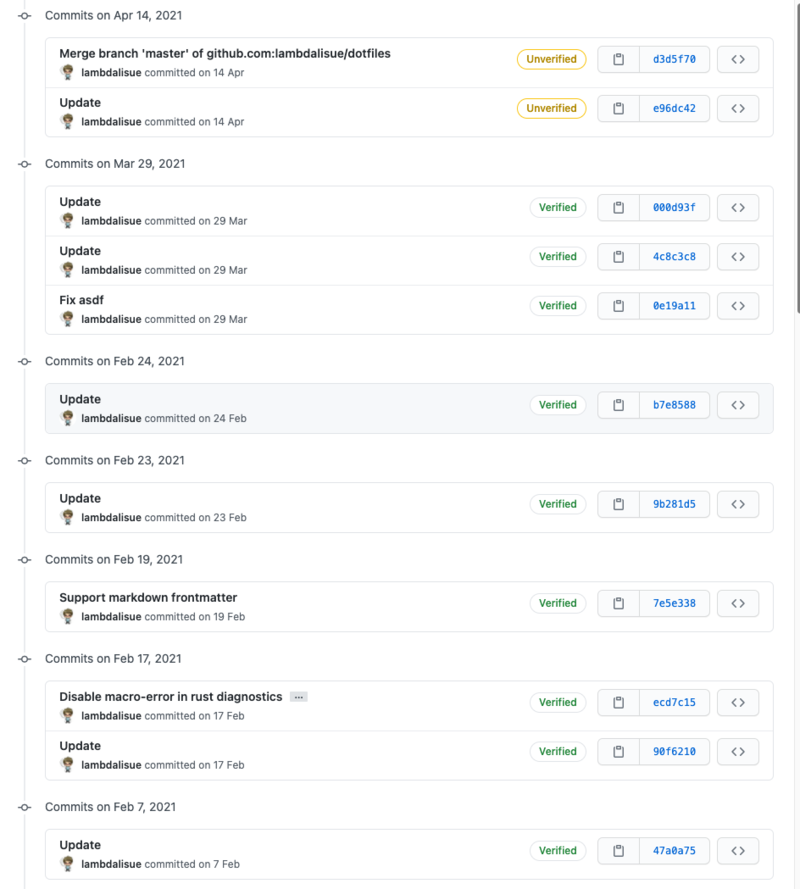 Commits on Apr 14, 2021
Merge branch 'master' of github.com:lambdalisue/dotfiles
lambdalisue committed on 14 Apr
Unverified
d3d5f70
Update
lambdalisue committed on 14 Apr
Unverified
e96dc42
Commits on Mar 29, 2021
Update
lambdalisue committed on 29 Mar
Verified
000d93f
Update
lambdalisue committed on 29 Mar
Verified
4c8c3c8
Fix asdf
lambdalisue committed on 29 Mar
Verified
0e19a11
Commits on Feb 24, 2021
Update
lambdalisue committed on 24 Feb
Verified
b7e8588
Commits on Feb 23, 2021
Update
lambdalisue committed on 23 Feb
Verified
9b281d5
Commits on Feb 19, 2021
Support markdown frontmatter
lambdalisue committed on 19 Feb
Verified
7e5e338
Commits on Feb 17, 2021
Disable macro-error in rust diagnostics …
lambdalisue committed on 17 Feb
Verified
ecd7c15
Update
lambdalisue committed on 17 Feb
Verified
90f6210
Commits on Feb 7, 2021
Update
lambdalisue committed on 7 Feb
Verified
47a0a75